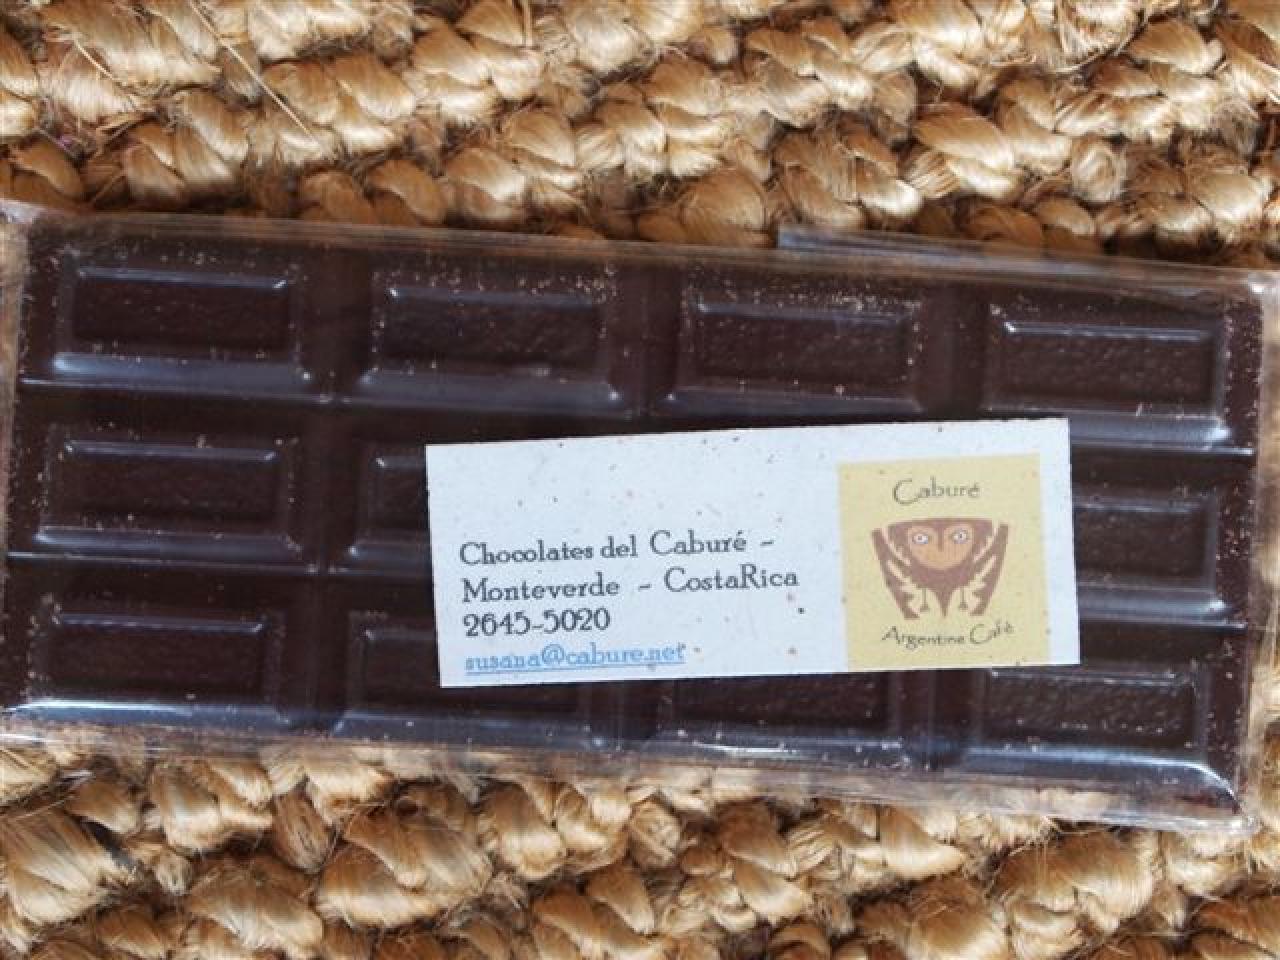 Chocolates del Caburé -
Monteverde - CostaRica
2645-5020
susana@cabure.net
Caburé
Argentine Café